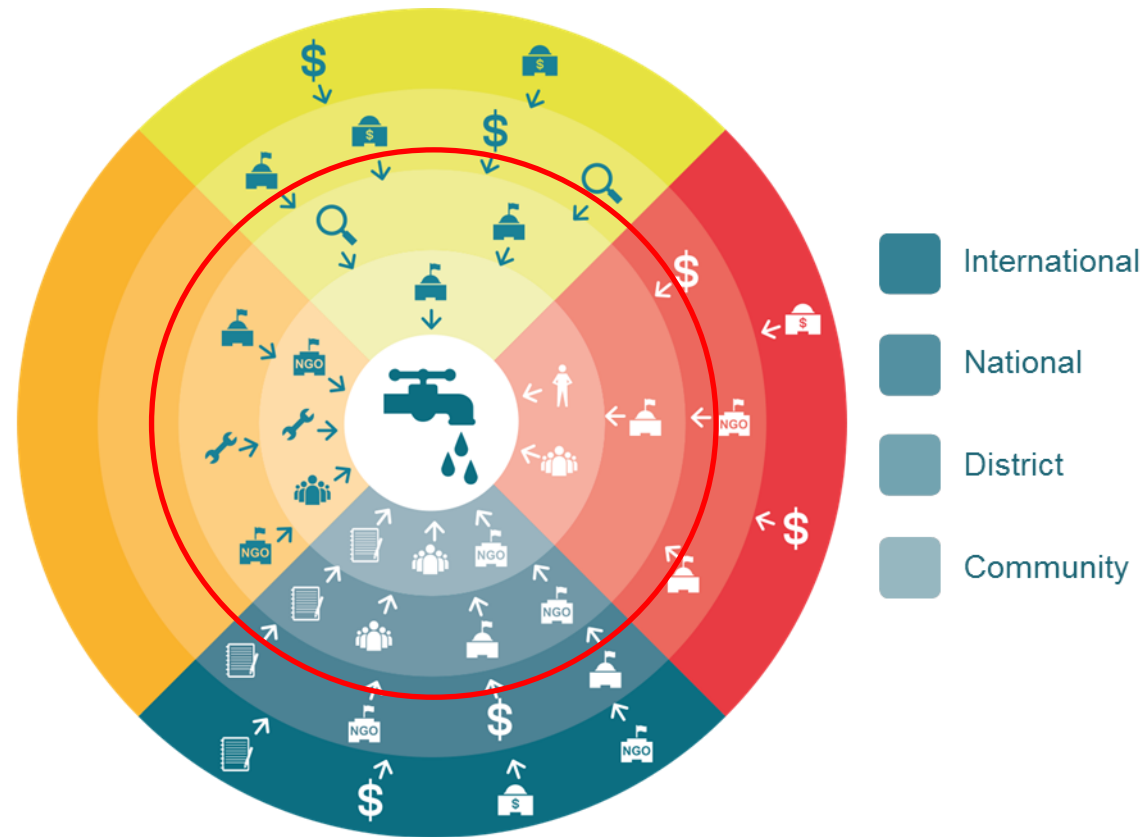 $
$
$
$
$
International
$
NGO
National
NGO
$
District
NGO
NGO
Community
NGO
NGO
$
NGO
$
$